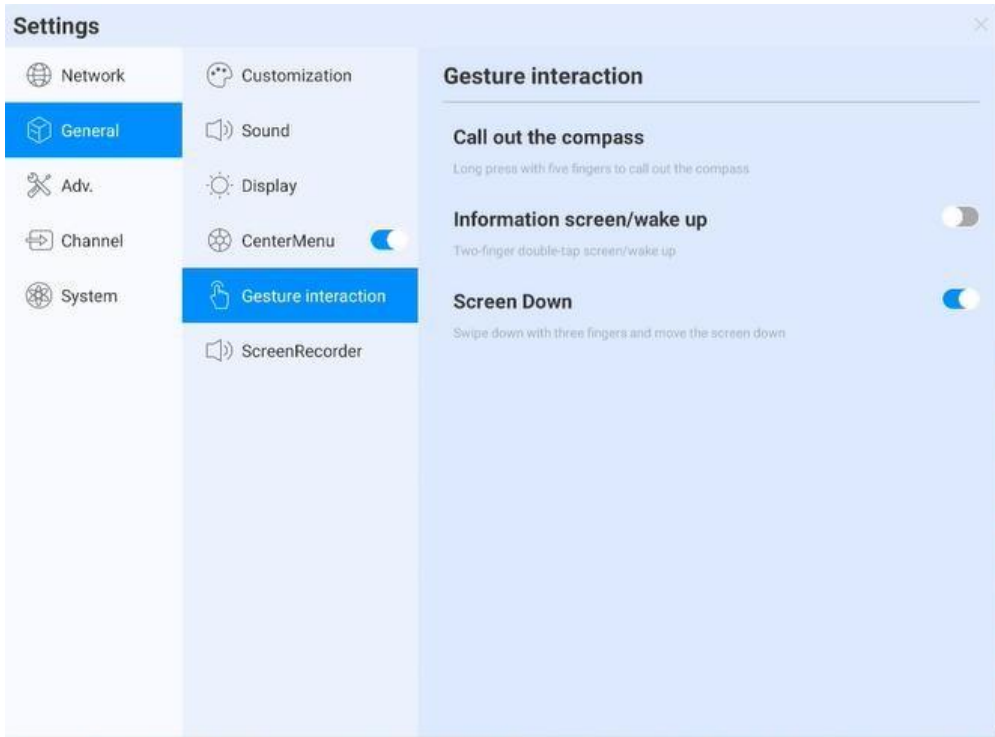 Settings
Network
General
Adv.
Channel
System
Customization
Sound
Display
CenterMenu
Gesture interaction
ScreenRecorder
Gesture interaction
Call out the compass
Long press with five fingers to call out the compass
Information screen/wake up
Two-finger double-tap screen/wake up
Screen Down
Swipe down with three fingers and move the screen down